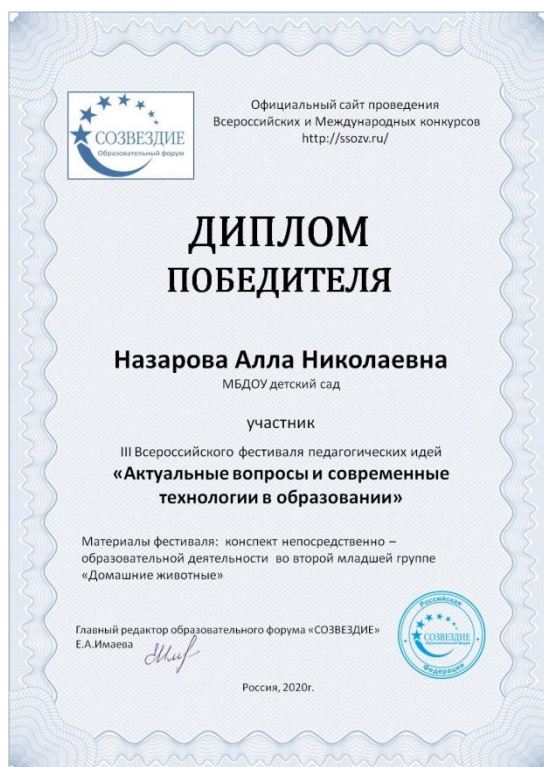 СОЗВЕЗДИЕ
Образовательный форум
Официальный сайт проведения
Всероссийских и Международных конкурсов
http://ssozv.ru/
ДИПЛОМ
ПОБЕДИТЕЛЯ
Назарова Алла Николаевна
МБДОУ детский сад
участник
III Всероссийского фестиваля педагогических идей
«Актуальные вопросы и современные
технологии в образовании»
Материалы фестиваля: конспект непосредственно –
образовательной деятельности во второй младшей группе
«Домашние животные»
Главный редактор образовательного форума «СОЗВЕЗДИЕ»
Е.А.Имаева
Российская
СОЗВЕЗДИЕ
Образовательный форум
Федерация
Россия, 2020г.